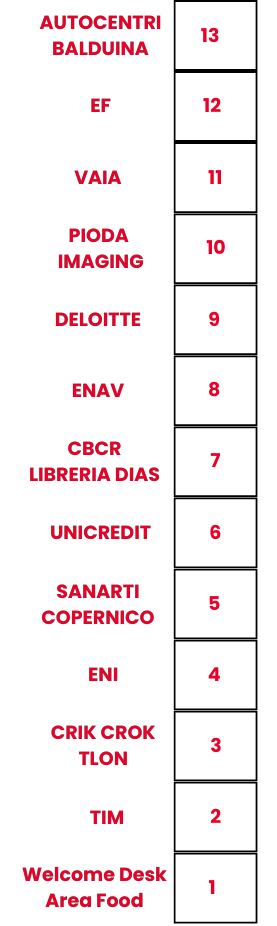 AUTOCENTRI
BALDUINA
13
EF
12
VAIA
11
PIODA
IMAGING
10
DELOITTE
9
ENAV
8
CBCR
LIBRERIA DIAS
7
UNICREDIT
6
SANARTI
COPERNICO
5
ENI
4
CRIK CROK
TLON
3
TIM
2
Welcome Desk
Area Food
1